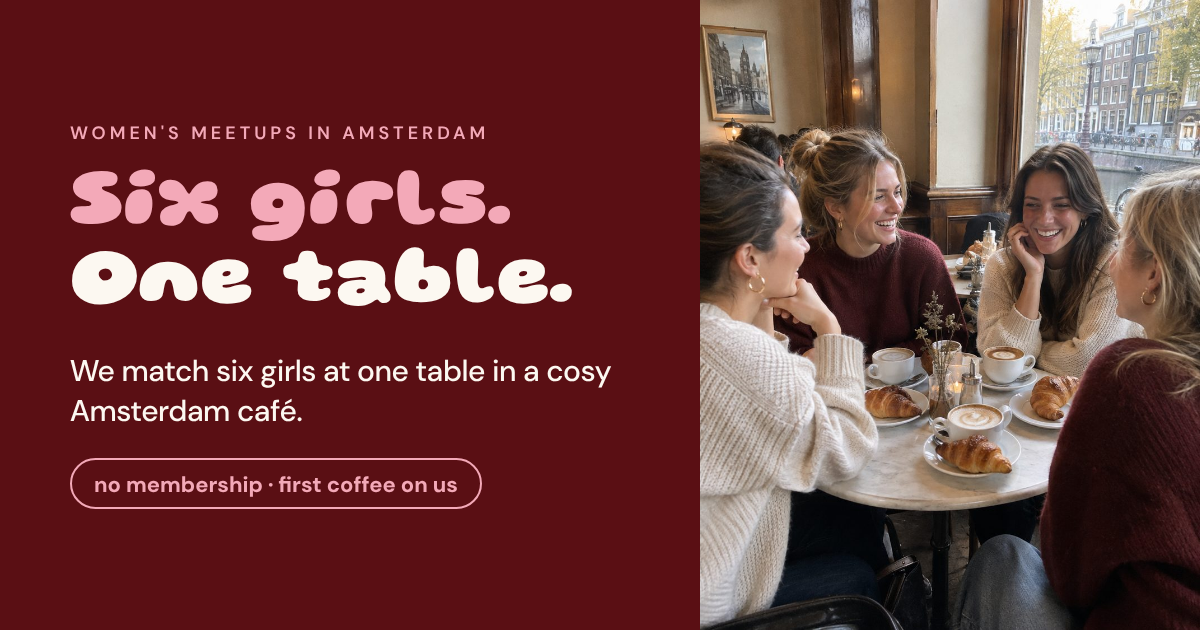 WOMEN'S MEETUPS IN AMSTERDAM
Six girls.
One table.
We match six girls at one table in a cosy
Amsterdam café.
no membership · first coffee on us